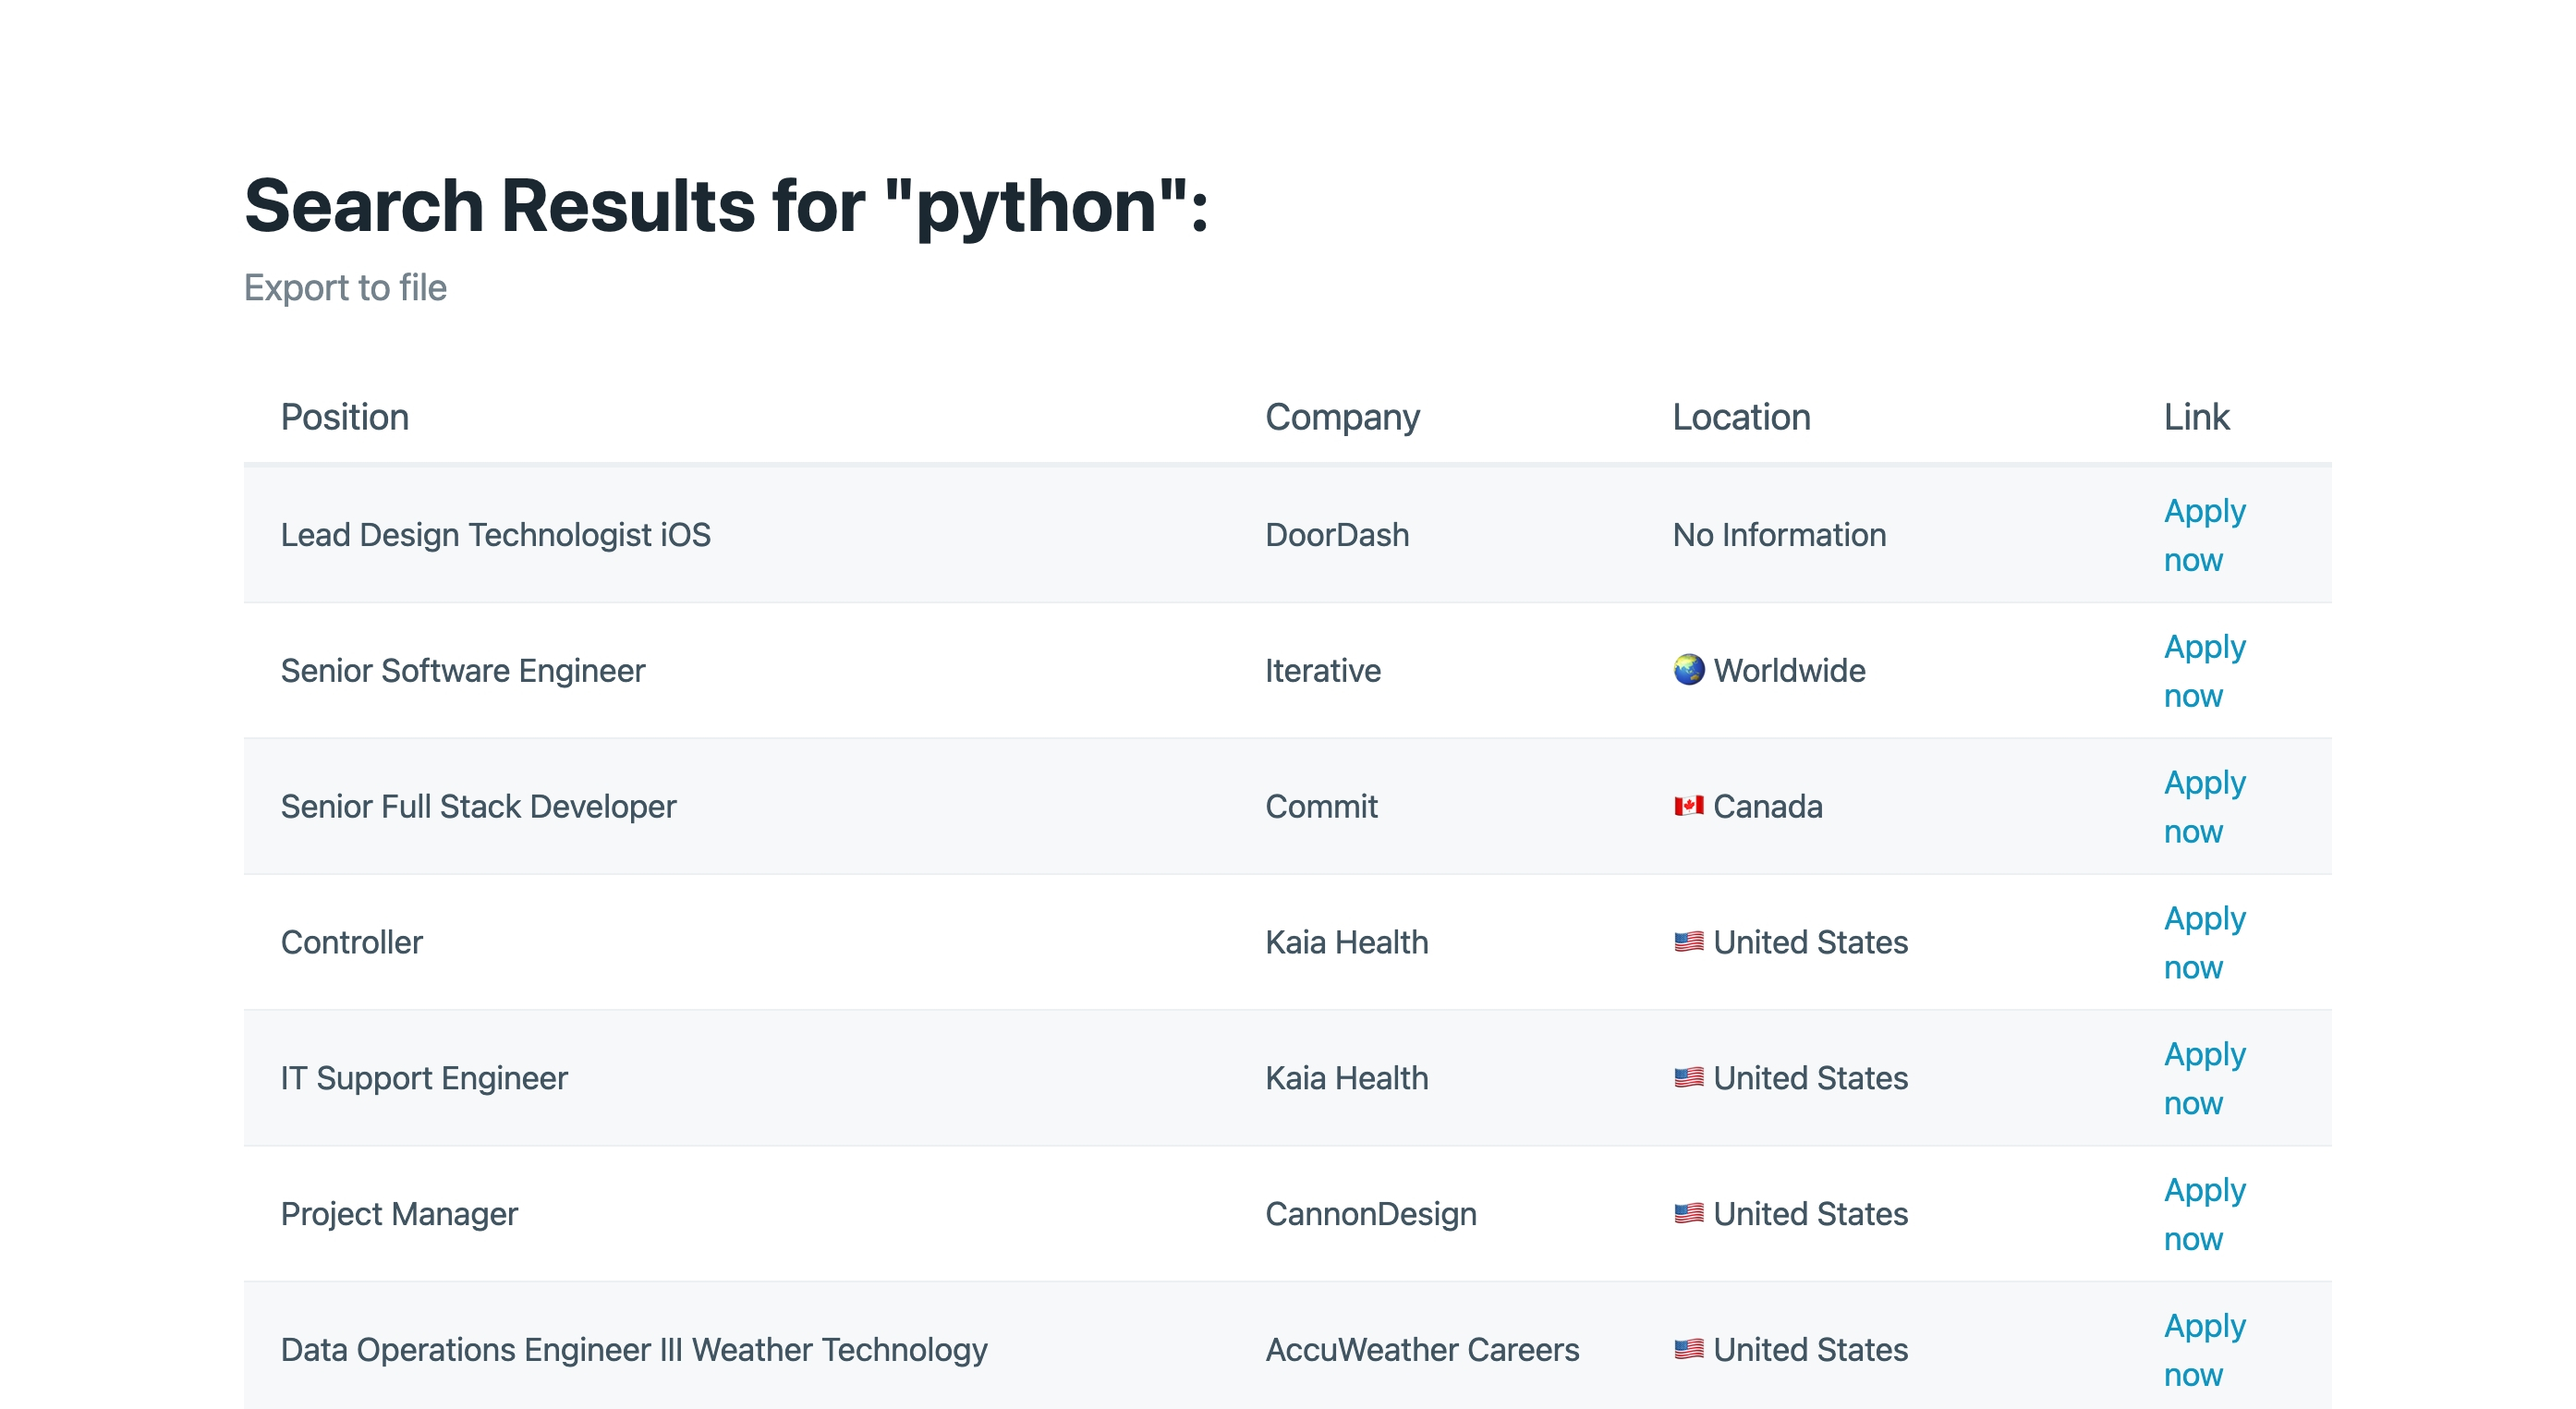 Search Results for "python":
Export to file
Position Company Location Link
Lead Design Technologist iOS DoorDash No Information Apply now
Senior Software Engineer Iterative 🌏 Worldwide Apply now
Senior Full Stack Developer Commit 🇨🇦 Canada Apply now
Controller Kaia Health 🇺🇸 United States Apply now
IT Support Engineer Kaia Health 🇺🇸 United States Apply now
Project Manager CannonDesign 🇺🇸 United States Apply now
Data Operations Engineer III Weather Technology AccuWeather Careers 🇺🇸 United States Apply now